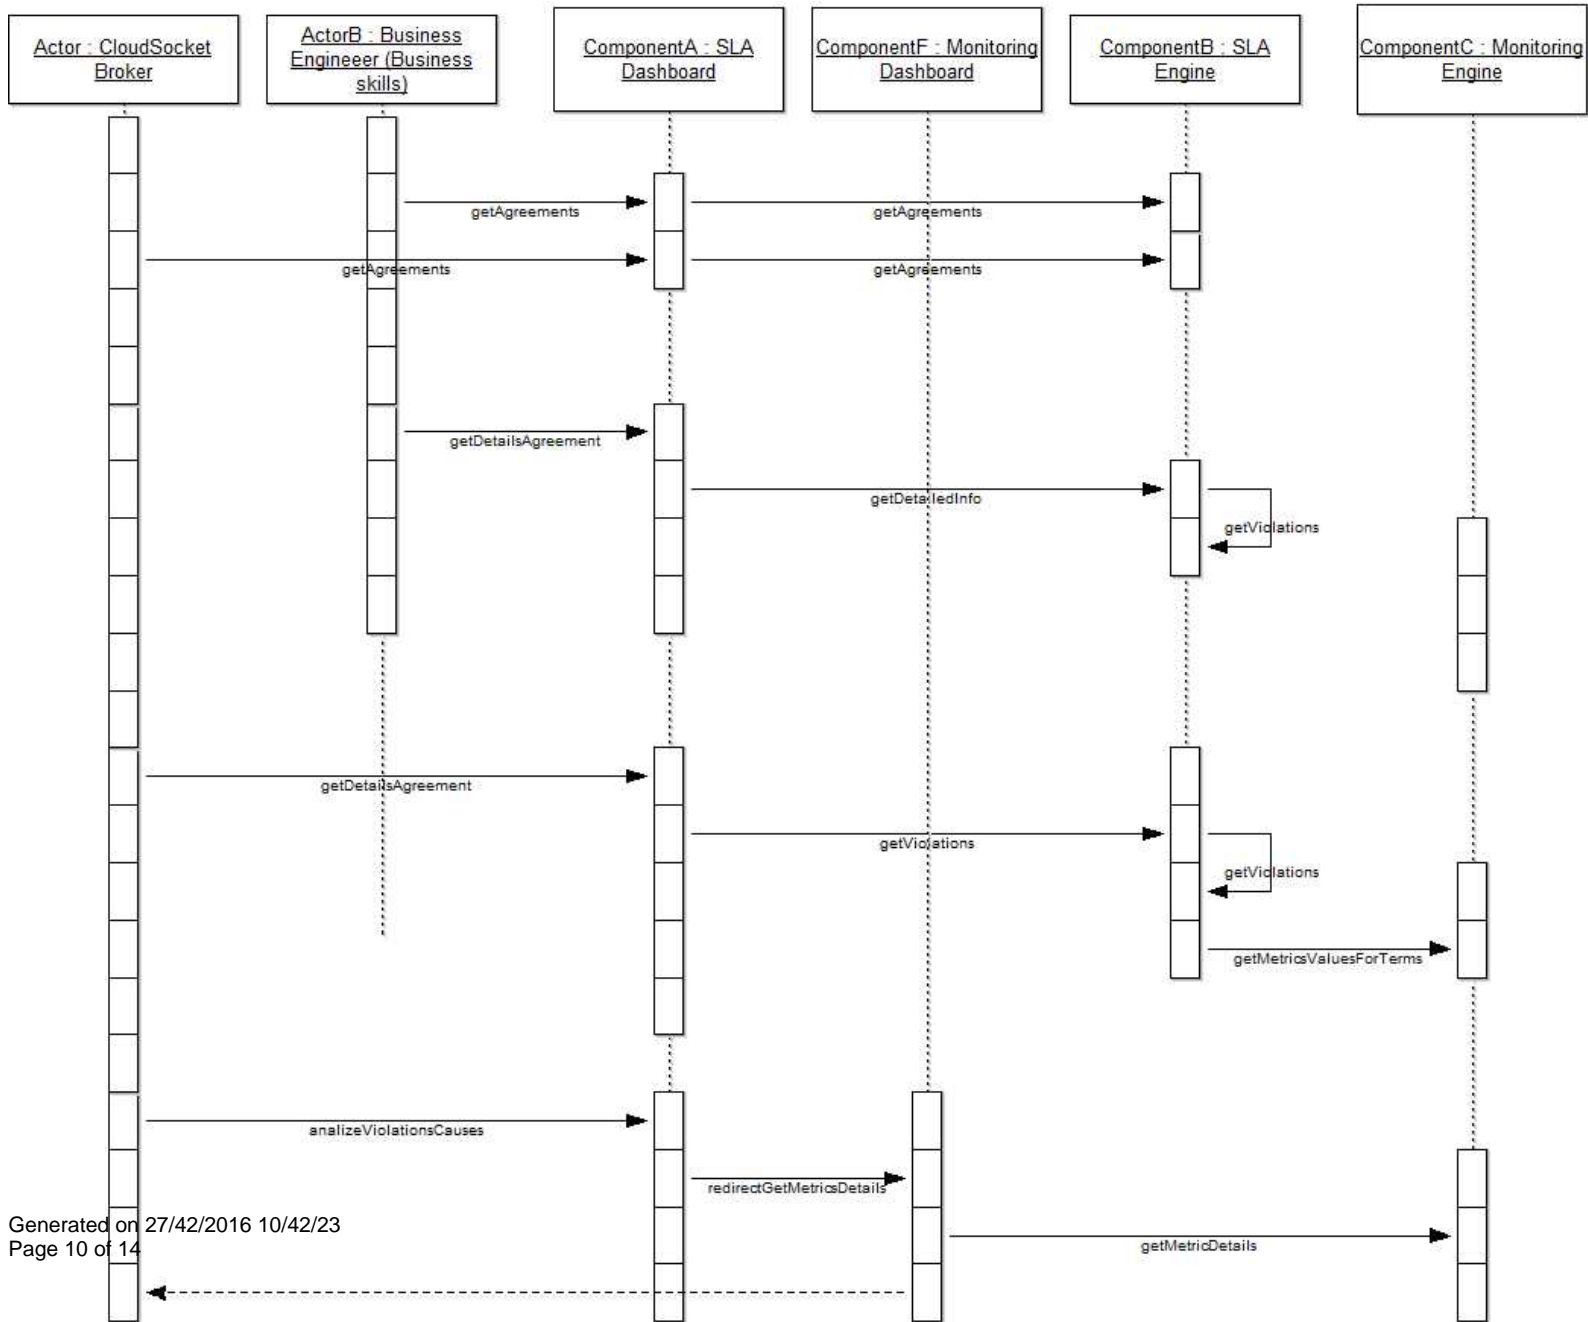 Actor : CloudSocket
Broker
ActorB : Business
Engineeer (Business
skills)
ComponentA : SLA
Dashboard
ComponentF : Monitoring
Dashboard
ComponentB : SLA
Engine
ComponentC : Monitoring
Engine
getAgreements
getAgreements
getAgreements
getAgreements
getDetailsAgreement
getDetailedInfo
getViolations
getDetailsAgreement
getViolations
getViolations
getMetricsValuesForTerms
analizeViolationsCauses
redirectGetMetricsDetails
getMetricDetails
Generated on 27/42/2016 10/42/23
Page 10 of 14